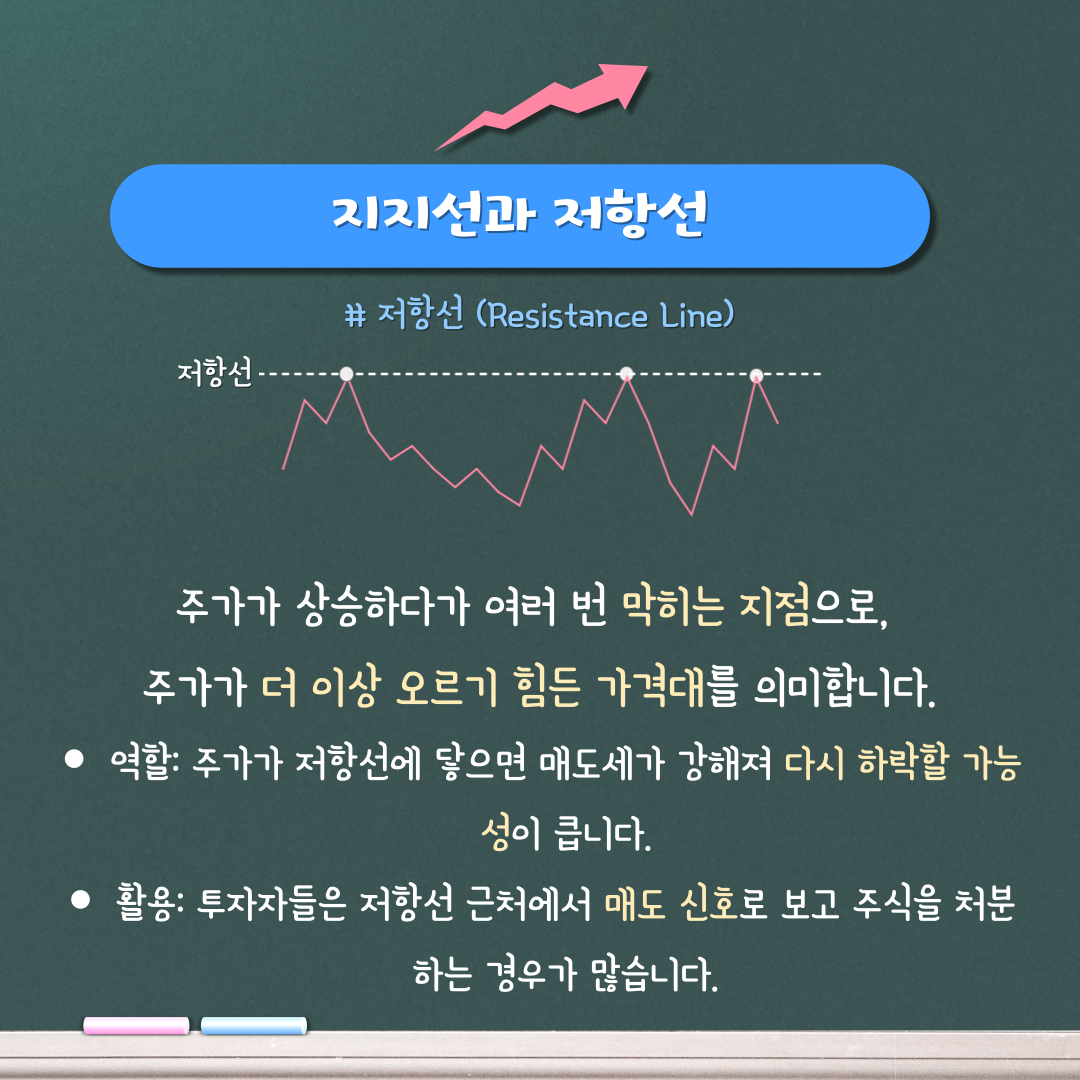 지지선과 저항선
# 저항선 (Resistance Line)
저항선
주가가 상승하다가 여러 번 막히는 지점으로,
주가가 더 이상 오르기 힘든 가격대를 의미합니다.
● 역할: 주가가 저항선에 닿으면 매도세가 강해져 다시 하락할 가능
성이 큽니다.
● 활용: 투자자들은 저항선 근처에서 매도 신호로 보고 주식을 처분
하는 경우가 많습니다.